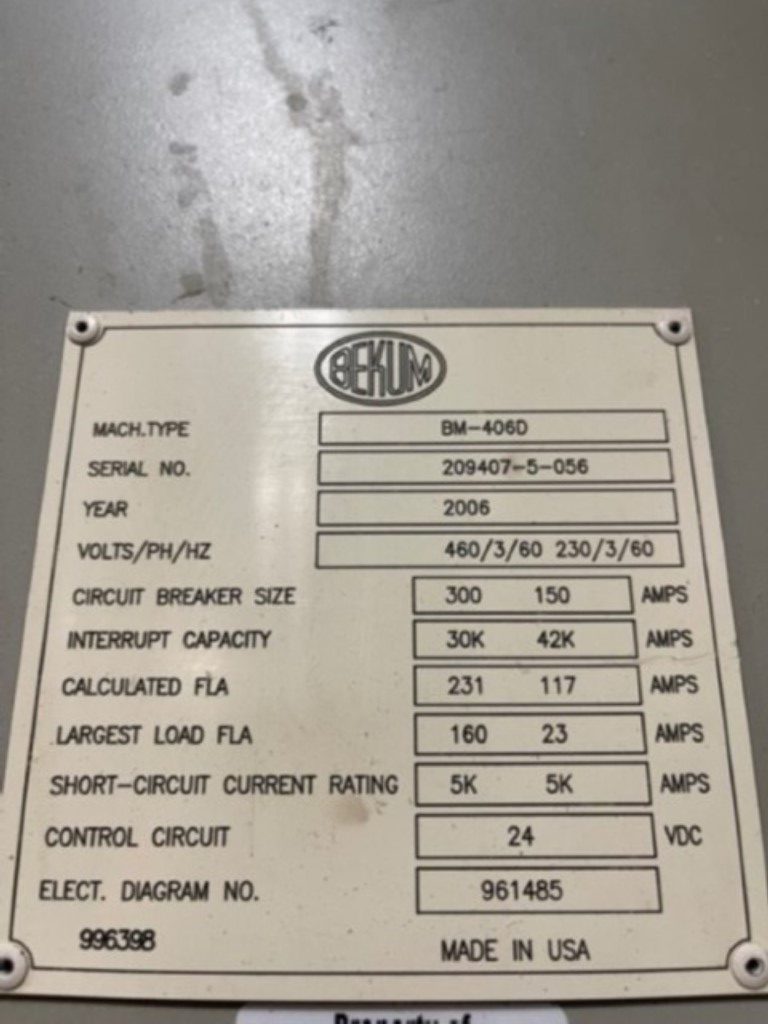 BEKUM
MACH.TYPE BM-406D
SERIAL NO. 209407-5-056
YEAR 2006
VOLTS/PH/HZ 460/3/60 230/3/60
CIRCUIT BREAKER SIZE 300 150 AMPS
INTERRUPT CAPACITY 30K 42K AMPS
CALCULATED FLA 231 117 AMPS
LARGEST LOAD FLA 160 23 AMPS
SHORT-CIRCUIT CURRENT RATING 5K 5K AMPS
CONTROL CIRCUIT 24 VDC
ELECT. DIAGRAM NO. 961485
996398 MADE IN USA
Property of